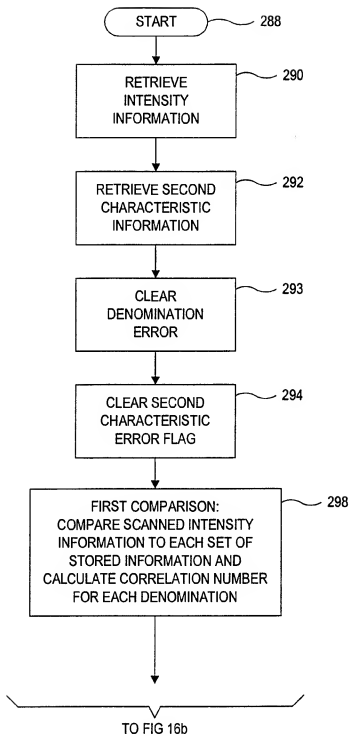 START
288
RETRIEVE
INTENSITY
INFORMATION
290
RETRIEVE SECOND
CHARACTERISTIC
INFORMATION
292
CLEAR
DENOMINATION
ERROR
293
CLEAR SECOND
CHARACTERISTIC
ERROR FLAG
294
FIRST COMPARISON:
COMPARE SCANNED INTENSITY
INFORMATION TO EACH SET OF
STORED INFORMATION AND
CALCULATE CORRELATION NUMBER
FOR EACH DENOMINATION
298
TO FIG 16b